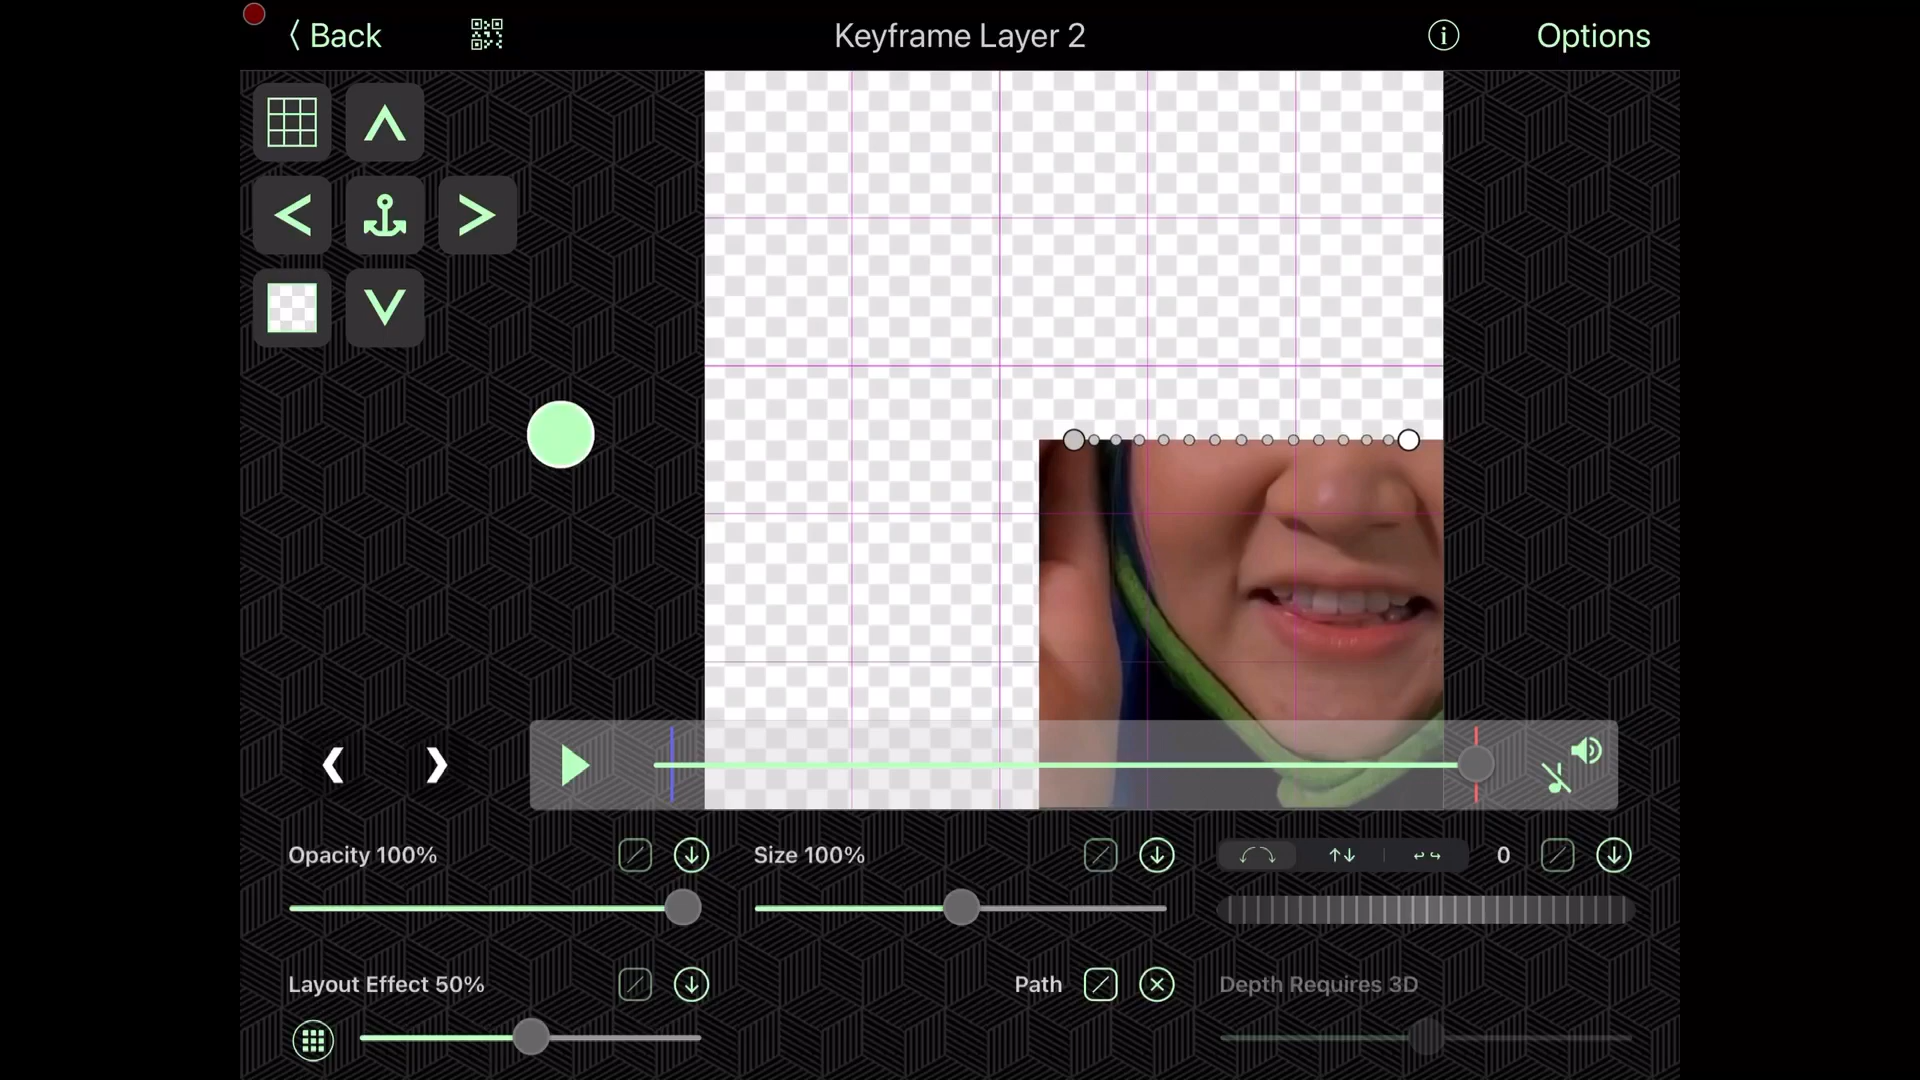 Back
Keyframe Layer 2
Options
Opacity 100%
Size 100%
0
Layout Effect 50%
Path
Depth Requires 3D